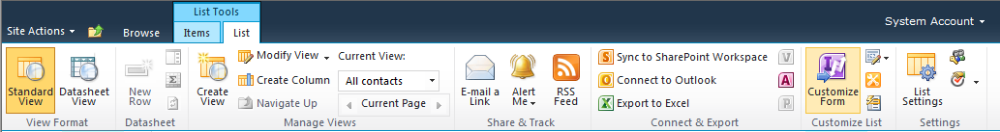 List Tools
Site Actions
Browse
Items
List
System Account
Standard View
Datasheet View
View Format
New Row
Datasheet
Create View
Modify View
Create Column
Navigate Up
Current View:
All contacts
Current Page
Manage Views
E-mail a Link
Alert Me
RSS Feed
Share & Track
Sync to SharePoint Workspace
Connect to Outlook
Export to Excel
Connect & Export
Customize Form
Customize List
List Settings
Settings